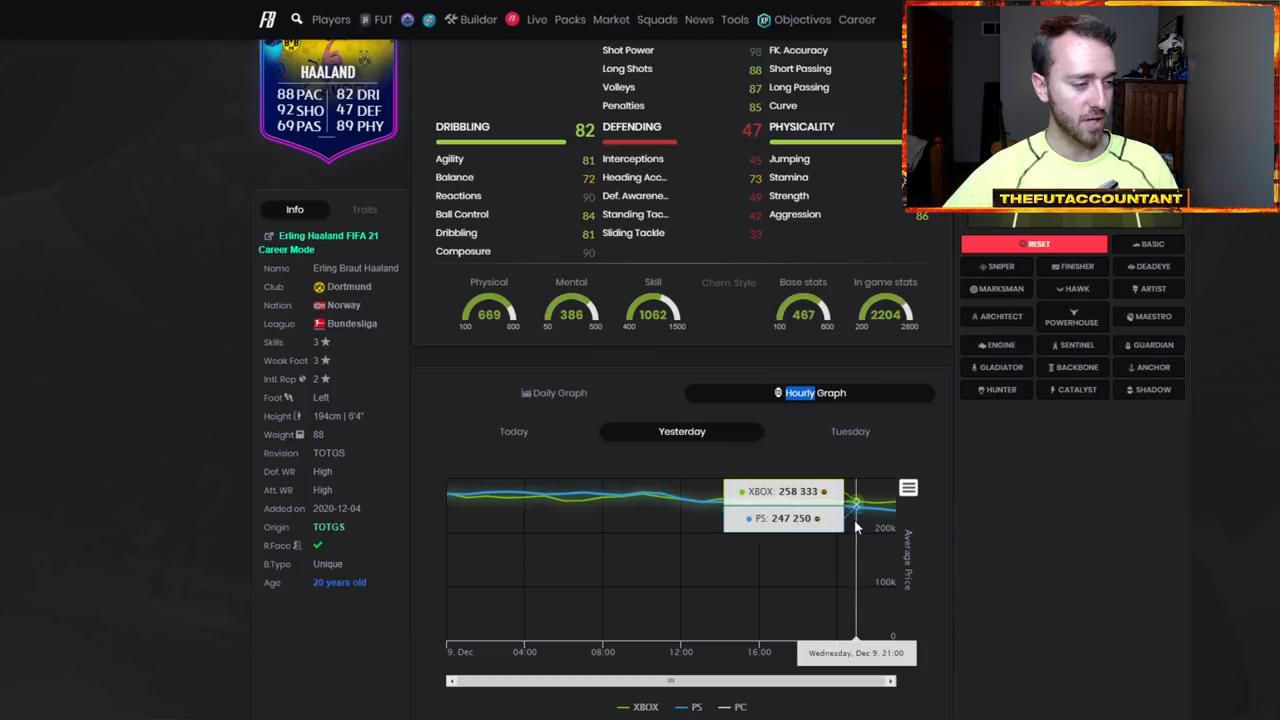 F8 Players FUT Builder Live Packs Market Squads News Tools XP Objectives Career
HAALAND
88 PAC 82 DRI
92 SHO 47 DEF
69 PAS 89 PHY
Shot Power 98 FK. Accuracy
Long Shots 88 Short Passing
Volleys 87 Long Passing
Penalties 85 Curve
DRIBBLING 82 DEFENDING 47 PHYSICALITY
Agility 81 Interceptions 45 Jumping
Balance 72 Heading Acc... 73 Stamina
Reactions 90 Def. Awarene... 49 Strength
Ball Control 84 Standing Tac... 42 Aggression 86
Dribbling 81 Sliding Tackle 33
Composure 90
THEFUTACCOUNTANT
Info Traits
Erling Haaland FIFA 21
Career Mode
Name Erling Braut Haaland
Club Dortmund
Nation Norway
League Bundesliga
Skills 3
Weak Foot 3
Intl. Rep 2
Foot Left
Height 194cm | 6'4"
Weight 88
Revision TOTGS
Def. WR High
Att. WR High
Added on 2020-12-04
Origin TOTGS
R.Face
B.Type Unique
Age 20 years old
Physical Mental Skill Chem. Style Base stats In game stats
669 386 1062 467 2204
100 800 50 500 400 1500 100 600 200 2800
RESET BASIC
SNIPER FINISHER DEADEYE
MARKSMAN HAWK ARTIST
ARCHITECT POWERHOUSE MAESTRO
ENGINE SENTINEL GUARDIAN
GLADIATOR BACKBONE ANCHOR
HUNTER CATALYST SHADOW
Daily Graph Hourly Graph
Today Yesterday Tuesday
XBOX: 258 333
PS: 247 250
200k
100k
0
Average Price
9. Dec 04:00 08:00 12:00 16:00
Wednesday, Dec 9, 21:00
XBOX PS PC